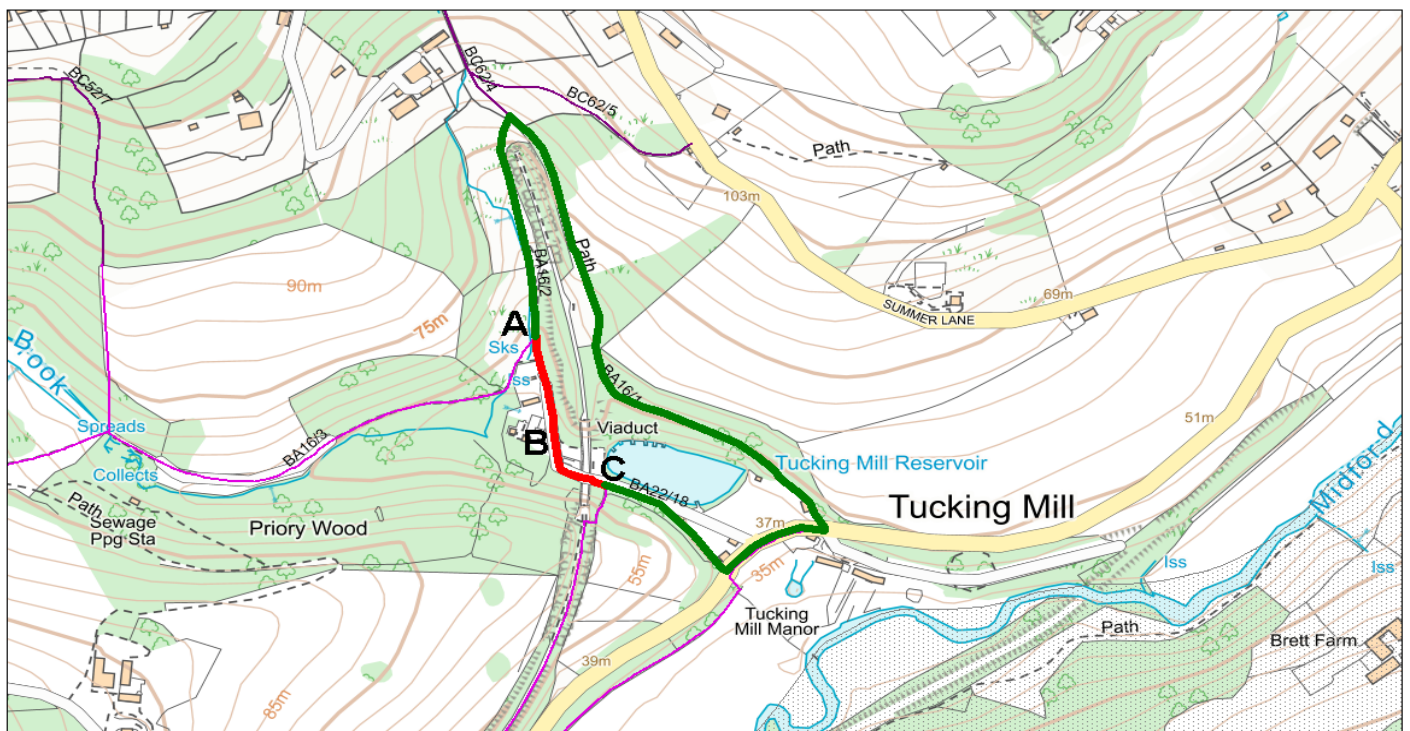 BC62/4
BC52/7
BC62/5
Path
103m
BA16/2
Path
90m
69m
SUMMER LANE
75m
A
Sks
Iss
Brook
BA16/1
51m
Spreads
BA16/3
B
Viaduct
Collects
C
Tucking Mill Reservoir
BA22/18
Tucking Mill
Midford
Path
Sewage
Ppg Sta
Priory Wood
37m
35m
55m
Iss
Iss
Tucking
Mill Manor
Path
Brett Farm
39m
85m